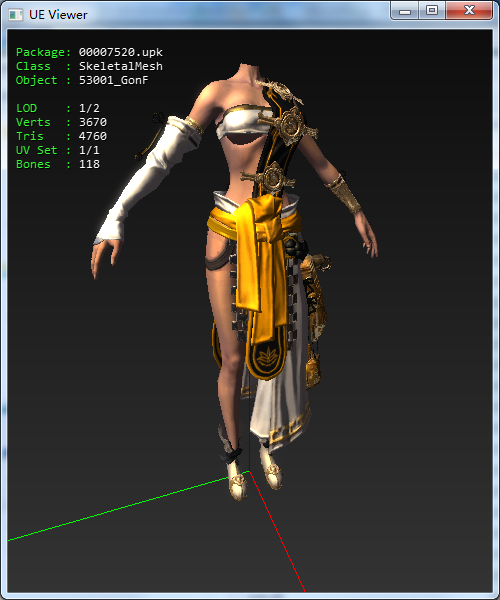 UE Viewer
Package: 00007520.upk
Class : SkeletalMesh
Object : 53001_GonF
LOD : 1/2
Verts : 3670
Tris : 4760
UV Set : 1/1
Bones : 118